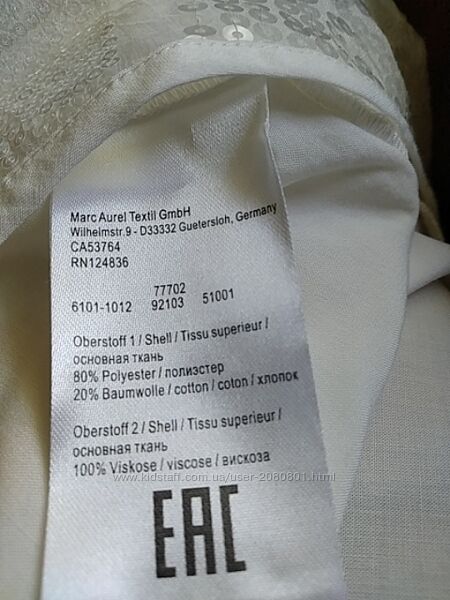 Marc Aurel Textil GmbH
Wilhelmstr.9 - D33332 Guetersloh, Germany
CA53764
RN124836
77702
6101-1012 92103 51001
Oberstoff 1 / Shell / Tissu superieur /
основная ткань
80% Polyester / полиэстер
20% Baumwolle / cotton / coton / хлопок
Oberstoff 2 / Shell / Tissu superieur /
основная ткань
100% Viskose / viscose / вискоза
www.kidstaff.com.ua/user-2080801.html
EAC